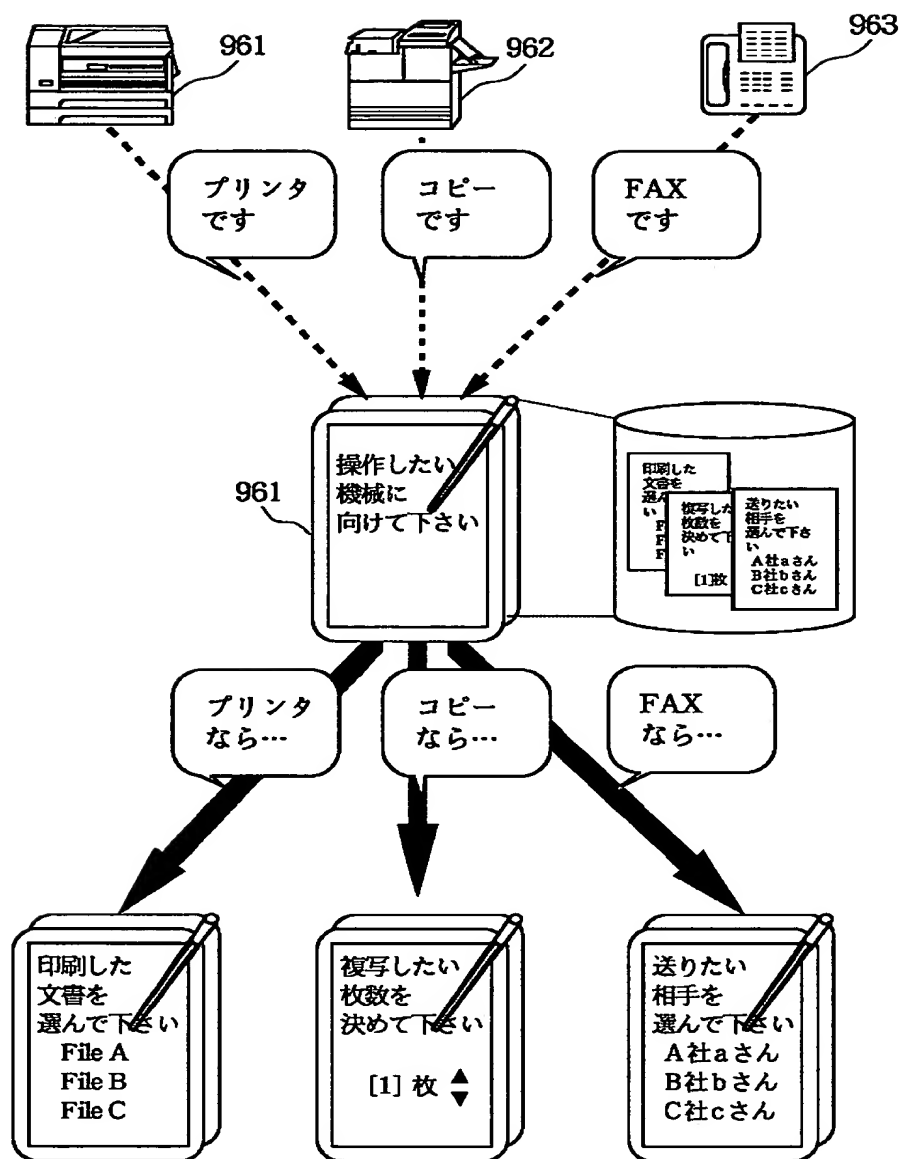 961
962
963
プリンタ
です
コピー
です
FAX
です
961
操作したい
機械に
向けて下さい
印刷した
文書を
選ん
い
F
F
F
複写した
枚数を
決めて下
い
[1]枚
送りたい
相手を
選んで下さ
い
A社aさん
B社bさん
C社cさん
プリンタ
なら…
コピー
なら…
FAX
なら…
印刷した
文書を
選んで下さい
File A
File B
File C
複写したい
枚数を
決めて下さい
[1] 枚 ▲▼
送りたい
相手を
選んで下さい
A社aさん
B社bさん
C社cさん